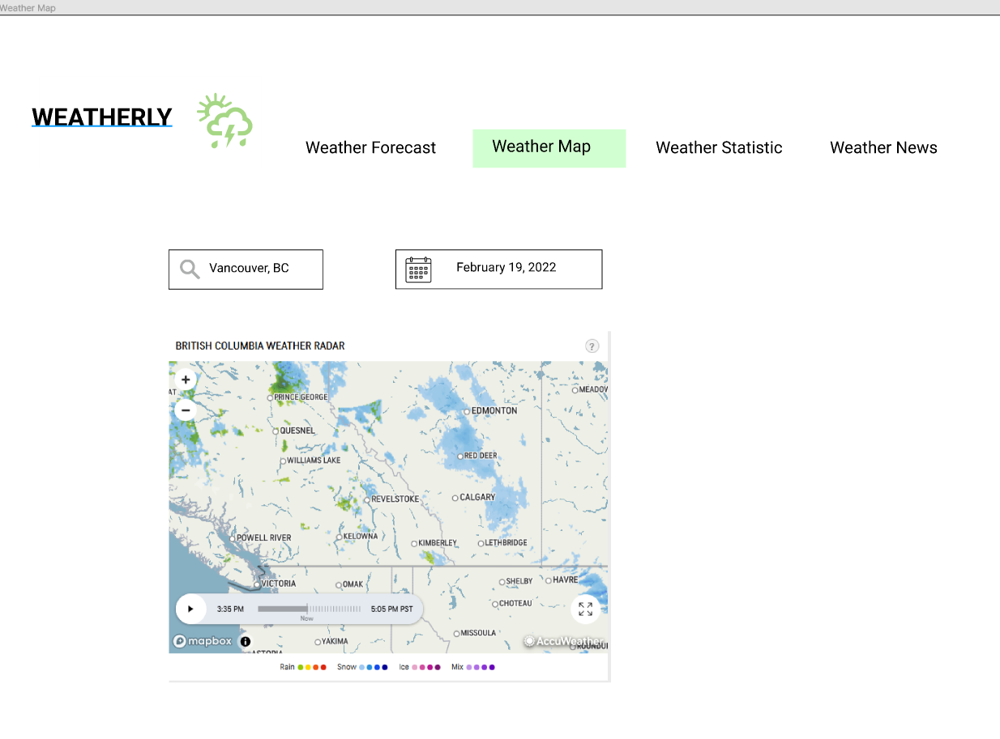 Weather Map
WEATHERLY
Weather Forecast
Weather Map
Weather Statistic
Weather News
Vancouver, BC
February 19, 2022
BRITISH COLUMBIA WEATHER RADAR
?
+
AT
PRINCE GEORGE
MEADOW
−
EDMONTON
QUESNEL
RED DEER
WILLIAMS LAKE
REVELSTOKE
CALGARY
POWELL RIVER
KELOWNA
KIMBERLEY
LETHBRIDGE
VICTORIA
OMAK
SHELBY
HAVRE
CHOTEAU
3:35 PM
5:05 PM PST
Now
MISSOULA
mapbox
YAKIMA
AccuWeather
ASTORIA
ROUNDU
Rain
Snow
Ice
Mix